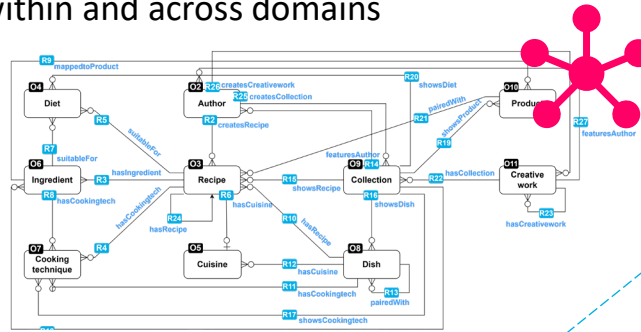 within and across domains
R9
mappedtoProduct
R20
showsDiet
O4
Diet
O2
Author
R26
createsCreativework
R25
createsCollection
O10
Product
R5
R2
createsRecipe
R21
pairedWith
showsProduct
R19
R27
featuresAuthor
R7
suitableFor
suitableFor
featuresAuthor
O6
Ingredient
R3
hasIngredient
O3
Recipe
R15
showsRecipe
O9
R14
Collection
R22
hasCollection
O11
Creative
work
R8
hasCookingtech
R6
hasCuisine
R16
showsDish
R23
hasCreativework
R24
hasRecipe
hasCookingtech
R4
R10
hasRecipe
O7
Cooking
technique
O5
Cuisine
R12
hasCuisine
O8
Dish
R11
hasCookingtech
R13
pairedWith
R17
showsCookingtech